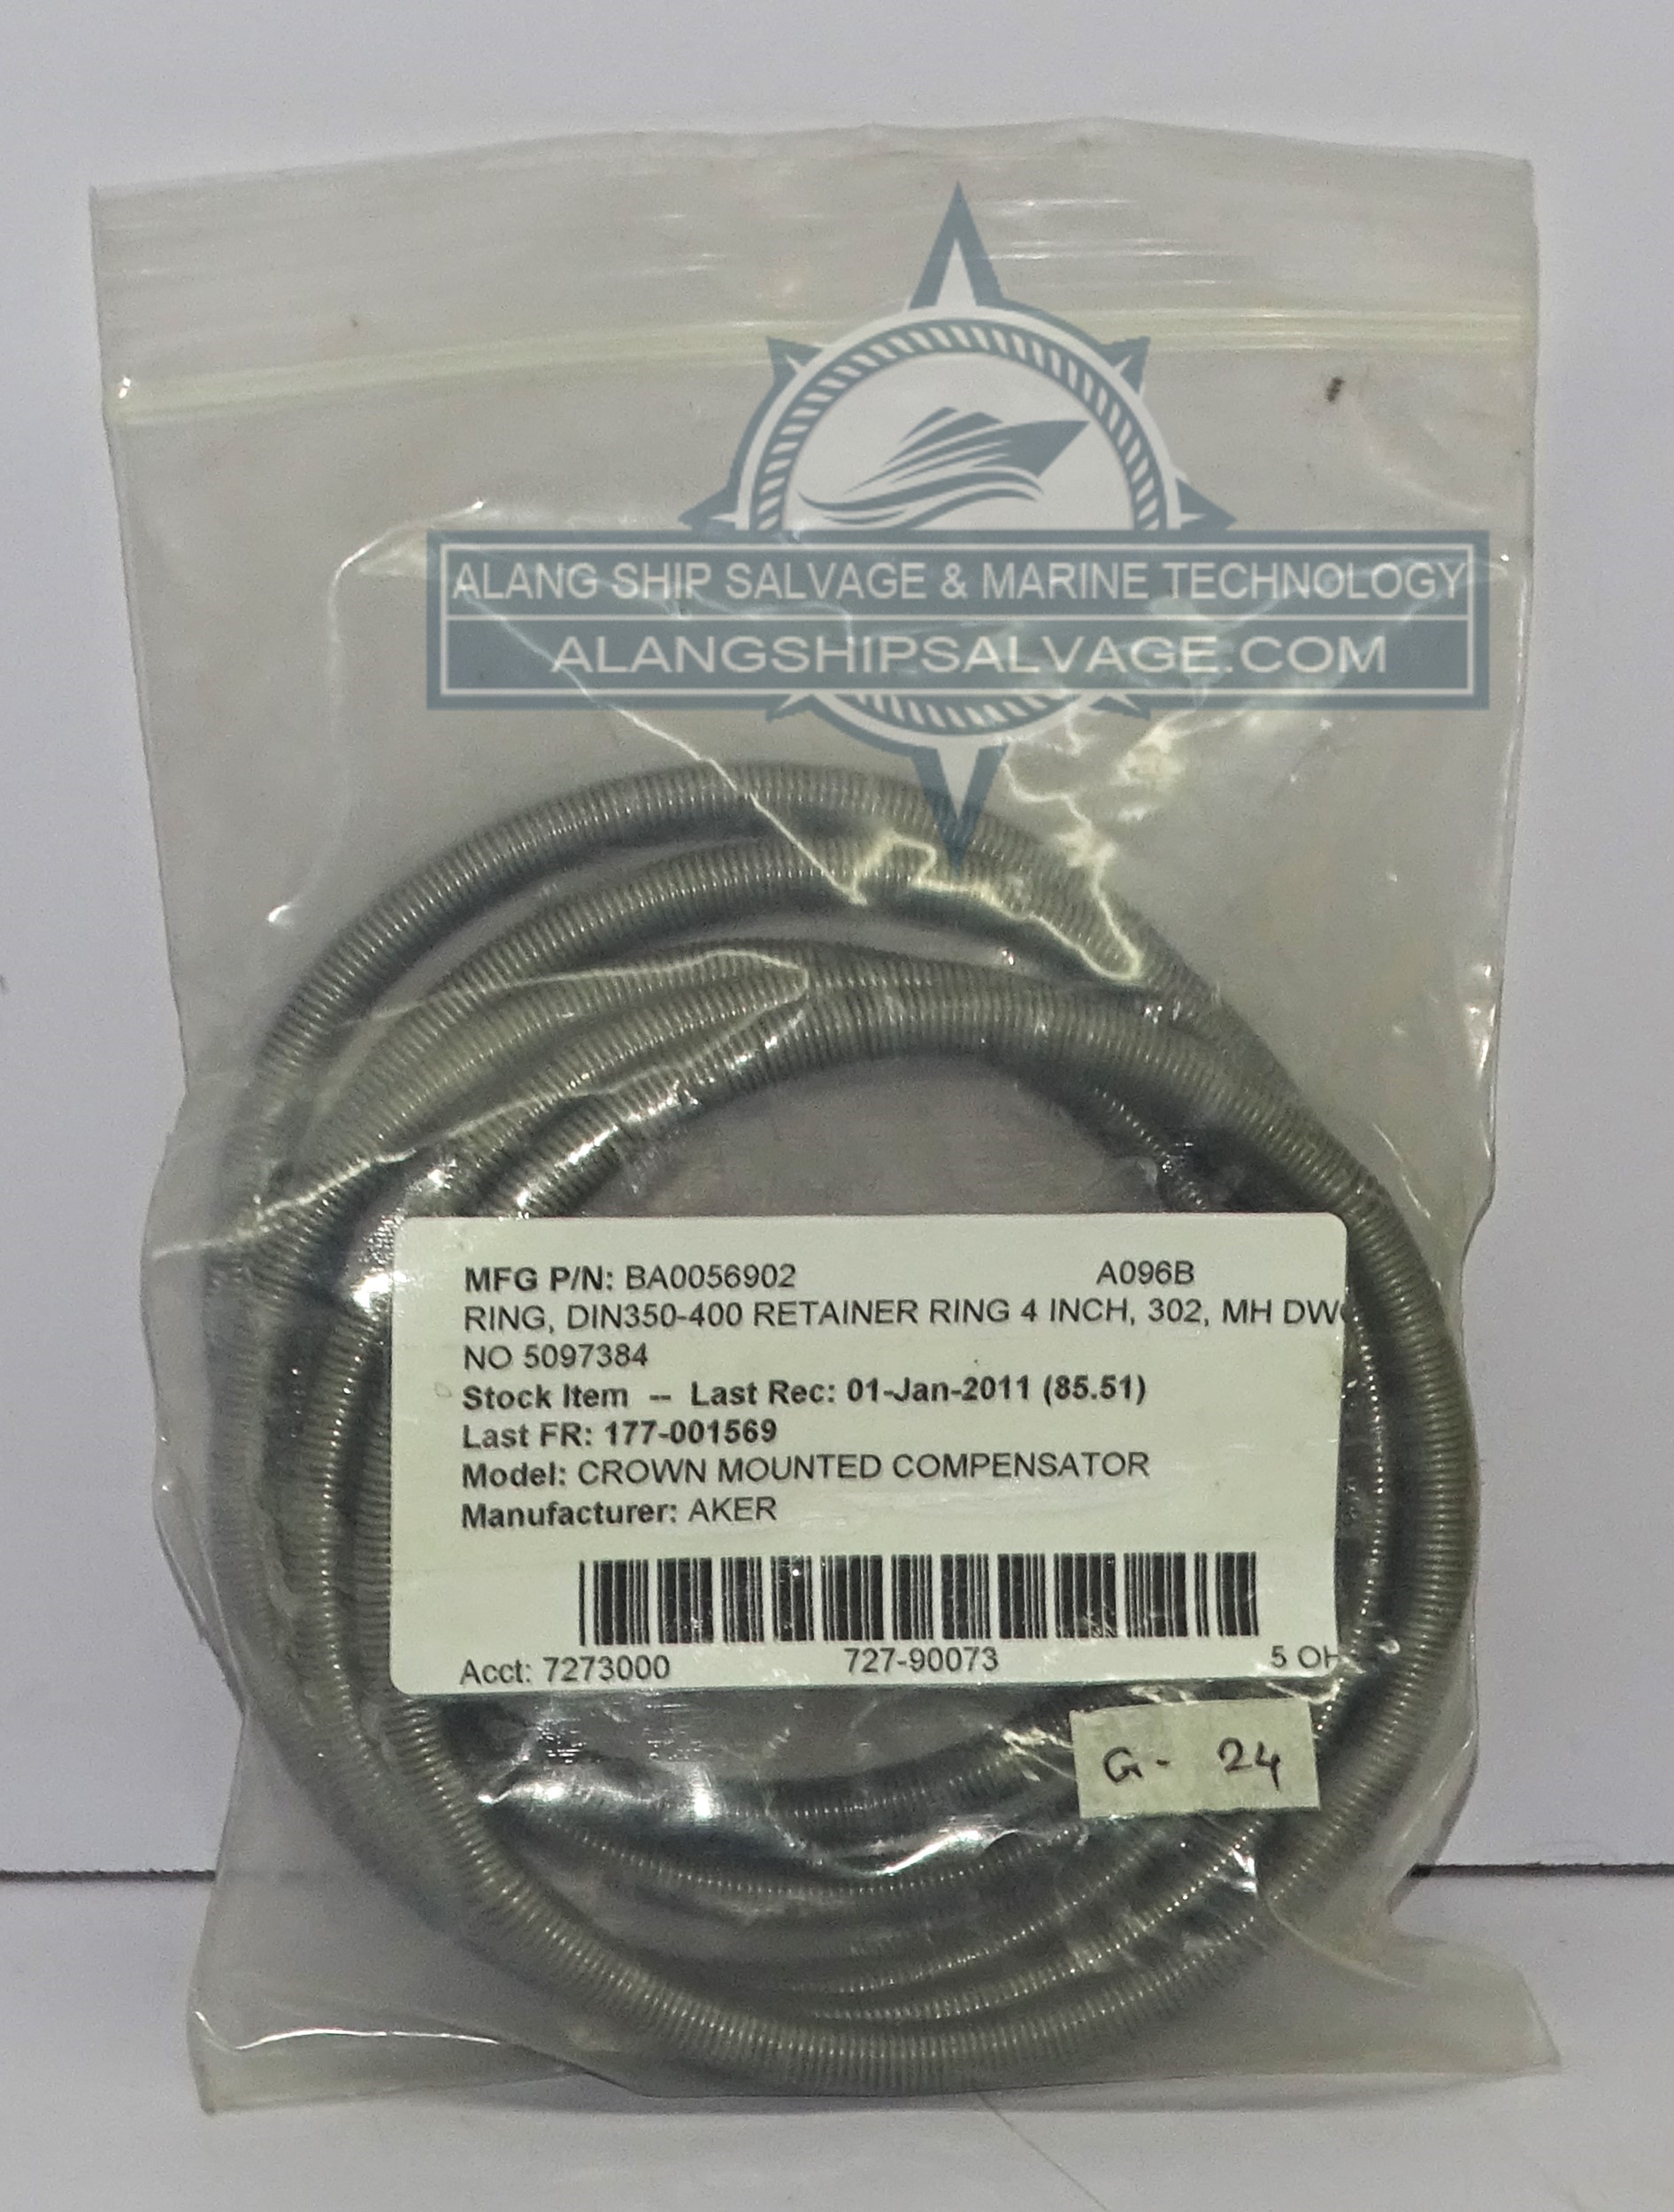 ALANG SHIP SALVAGE & MARINE TECHNOLOGY
ALANGSHIPSALVAGE.COM
MFG P/N: BA0056902 A096B
RING, DIN350-400 RETAINER RING 4 INCH, 302, MH
NO 5097384
Stock Item -- Last Rec: 01-Jan-2011 (85.51)
Last FR: 177-001569
Model: CROWN MOUNTED COMPENSATOR
Manufacturer: AKER
Acct: 7273000 727-90073 5
G- 24